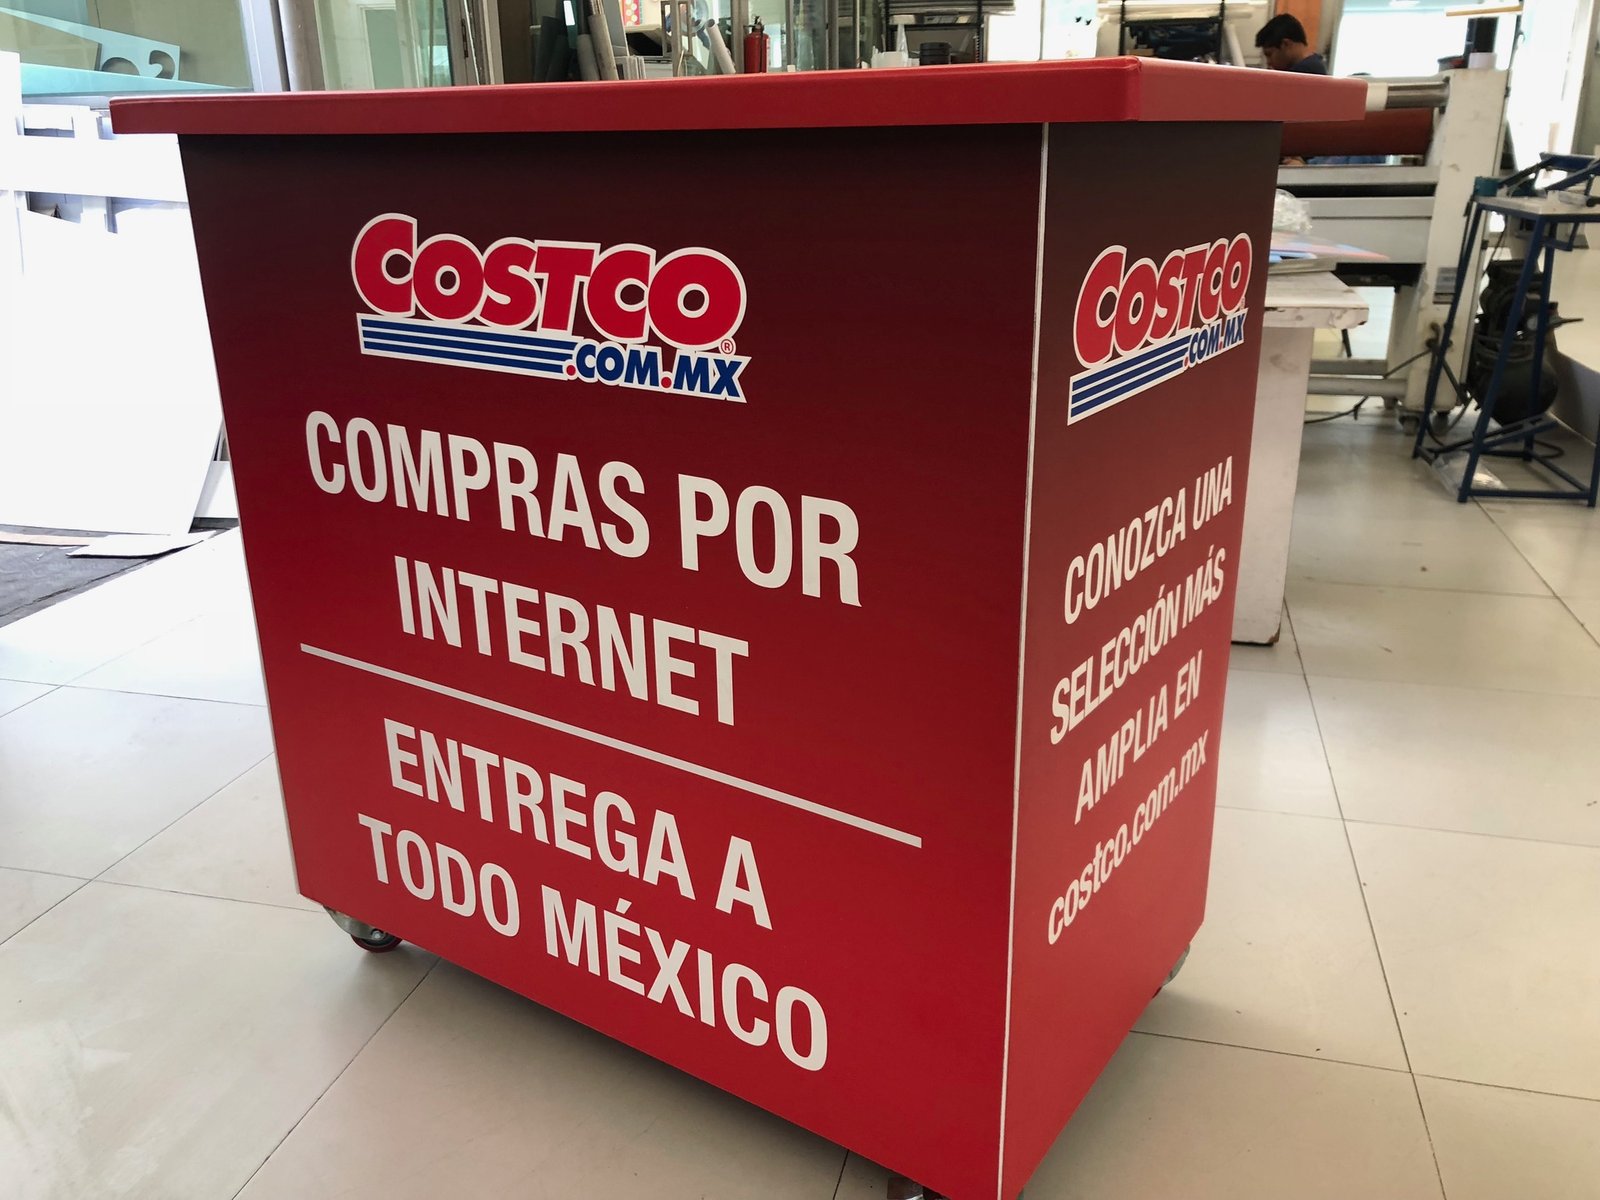 COSTCO®
.COM.MX
COMPRAS POR
INTERNET
ENTREGA A
TODO MÉXICO
COSTCO
.COM.MX
CONOZCA UNA
SELECCIÓN MÁS
AMPLIA EN
costco.com.mx